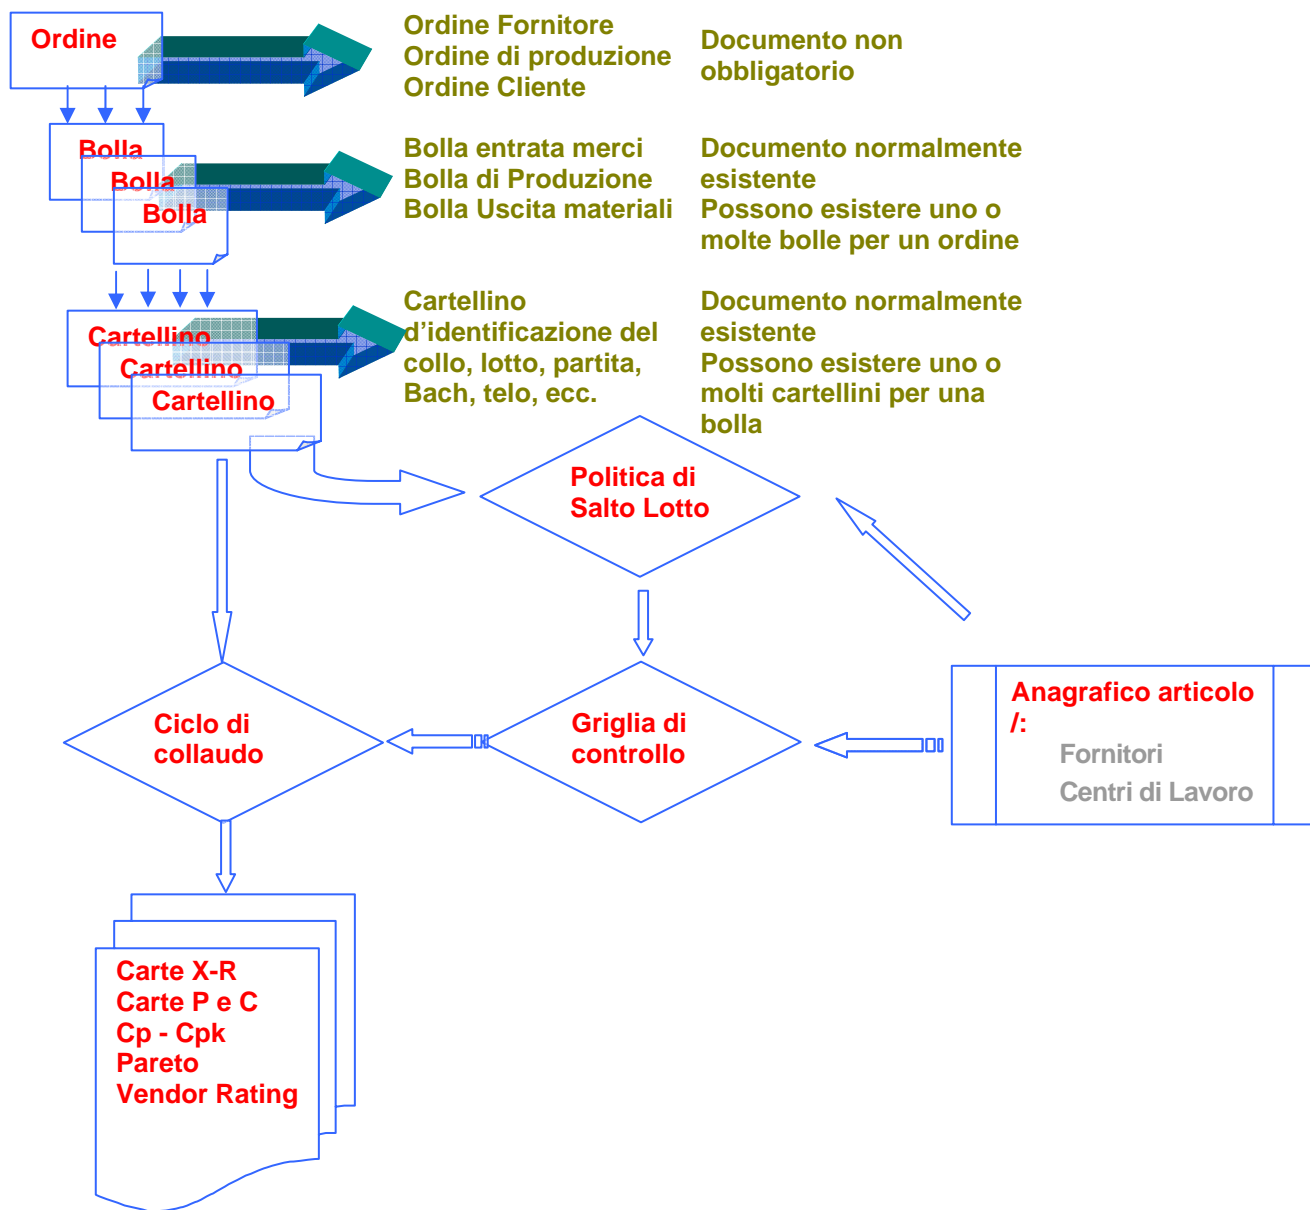 Ordine
Ordine Fornitore
Ordine di produzione
Ordine Cliente
Documento non
obbligatorio
Bolla
Bolla
Bolla
Bolla entrata merci
Bolla di Produzione
Bolla Uscita materiali
Documento normalmente
esistente
Possono esistere uno o
molte bolle per un ordine
Cartellino
Cartellino
Cartellino
Cartellino
d’identificazione del
collo, lotto, partita,
Bach, telo, ecc.
Documento normalmente
esistente
Possono esistere uno o
molti cartellini per una
bolla
Politica di
Salto Lotto
Ciclo di
collaudo
Griglia di
controllo
Anagrafico articolo
/:
Fornitori
Centri di Lavoro
Carte X-R
Carte P e C
Cp - Cpk
Pareto
Vendor Rating